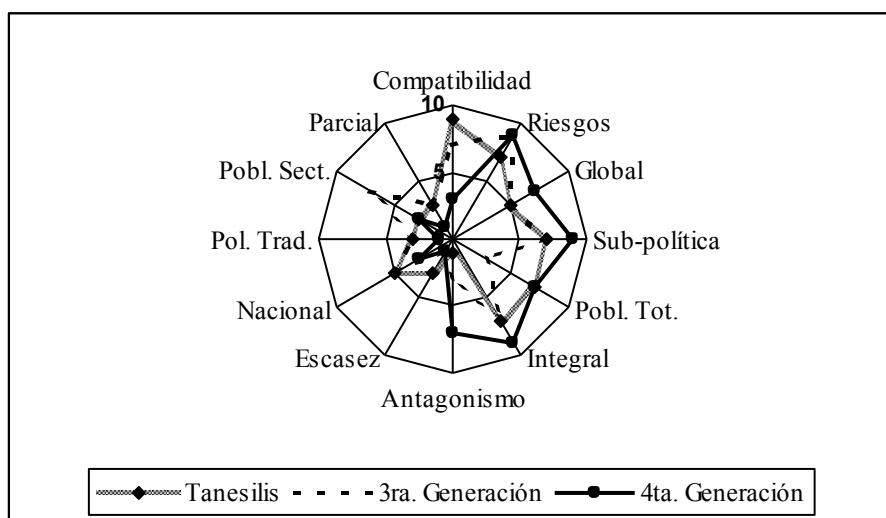 Compatibilidad
10
Parcial
Riesgos
Pobl. Sect.
5
Global
Pol. Trad.
Sub-política
Nacional
Pobl. Tot.
Escasez
Integral
Antagonismo
Tanesilis
3ra. Generación
4ta. Generación